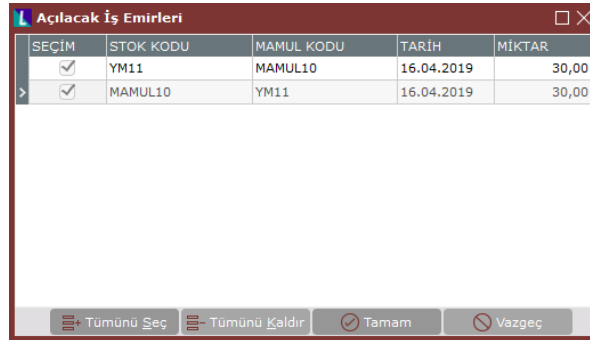 Açılacak İş Emirleri
SEÇİM STOK KODU MAMUL KODU TARİH MİKTAR
YM11 MAMUL10 16.04.2019 30,00
MAMUL10 YM11 16.04.2019 30,00
Tümünü Seç Tümünü Kaldır Tamam Vazgeç